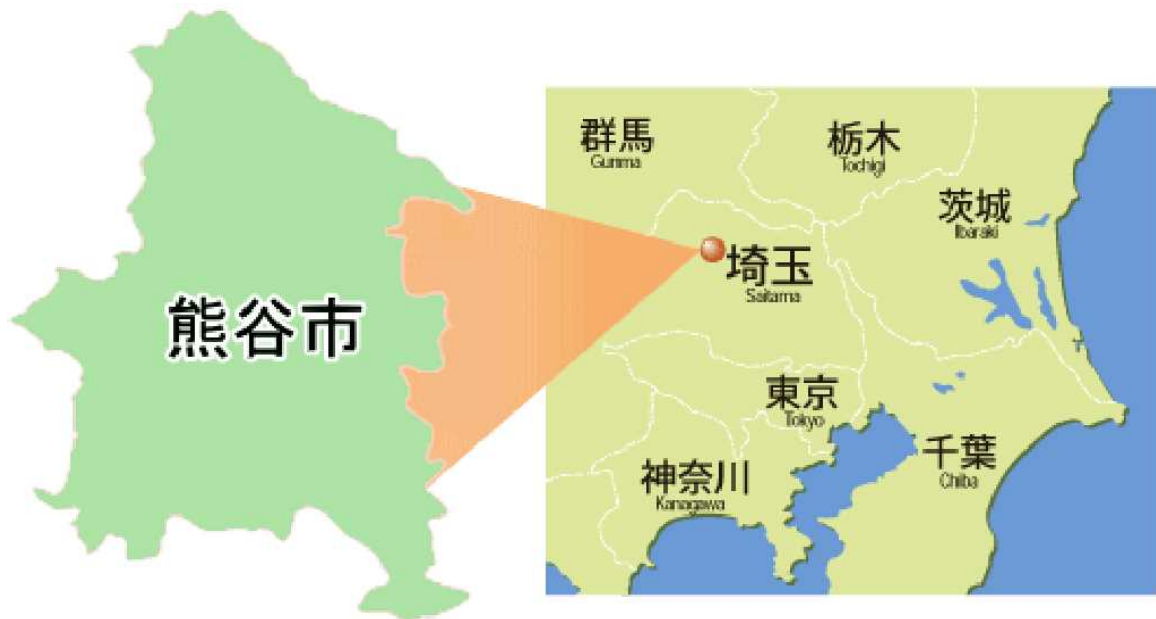 熊谷市
群馬
Gunma
栃木
Tochigi
茨城
Ibaraki
埼玉
Saitama
東京
Tokyo
千葉
Chiba
神奈川
Kanagawa